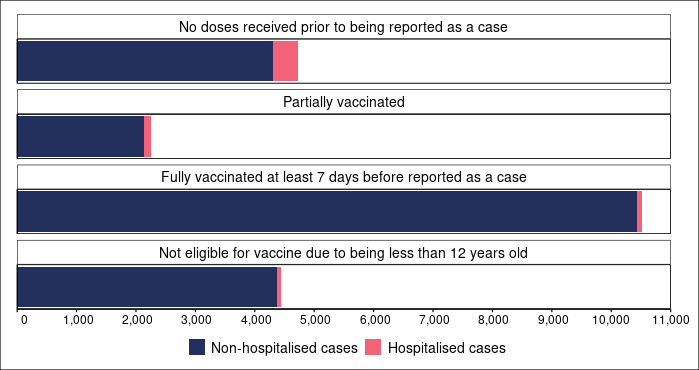 No doses received prior to being reported as a case
Partially vaccinated
Fully vaccinated at least 7 days before reported as a case
Not eligible for vaccine due to being less than 12 years old
0 1,000 2,000 3,000 4,000 5,000 6,000 7,000 8,000 9,000 10,000 11,000
Non-hospitalised cases Hospitalised cases